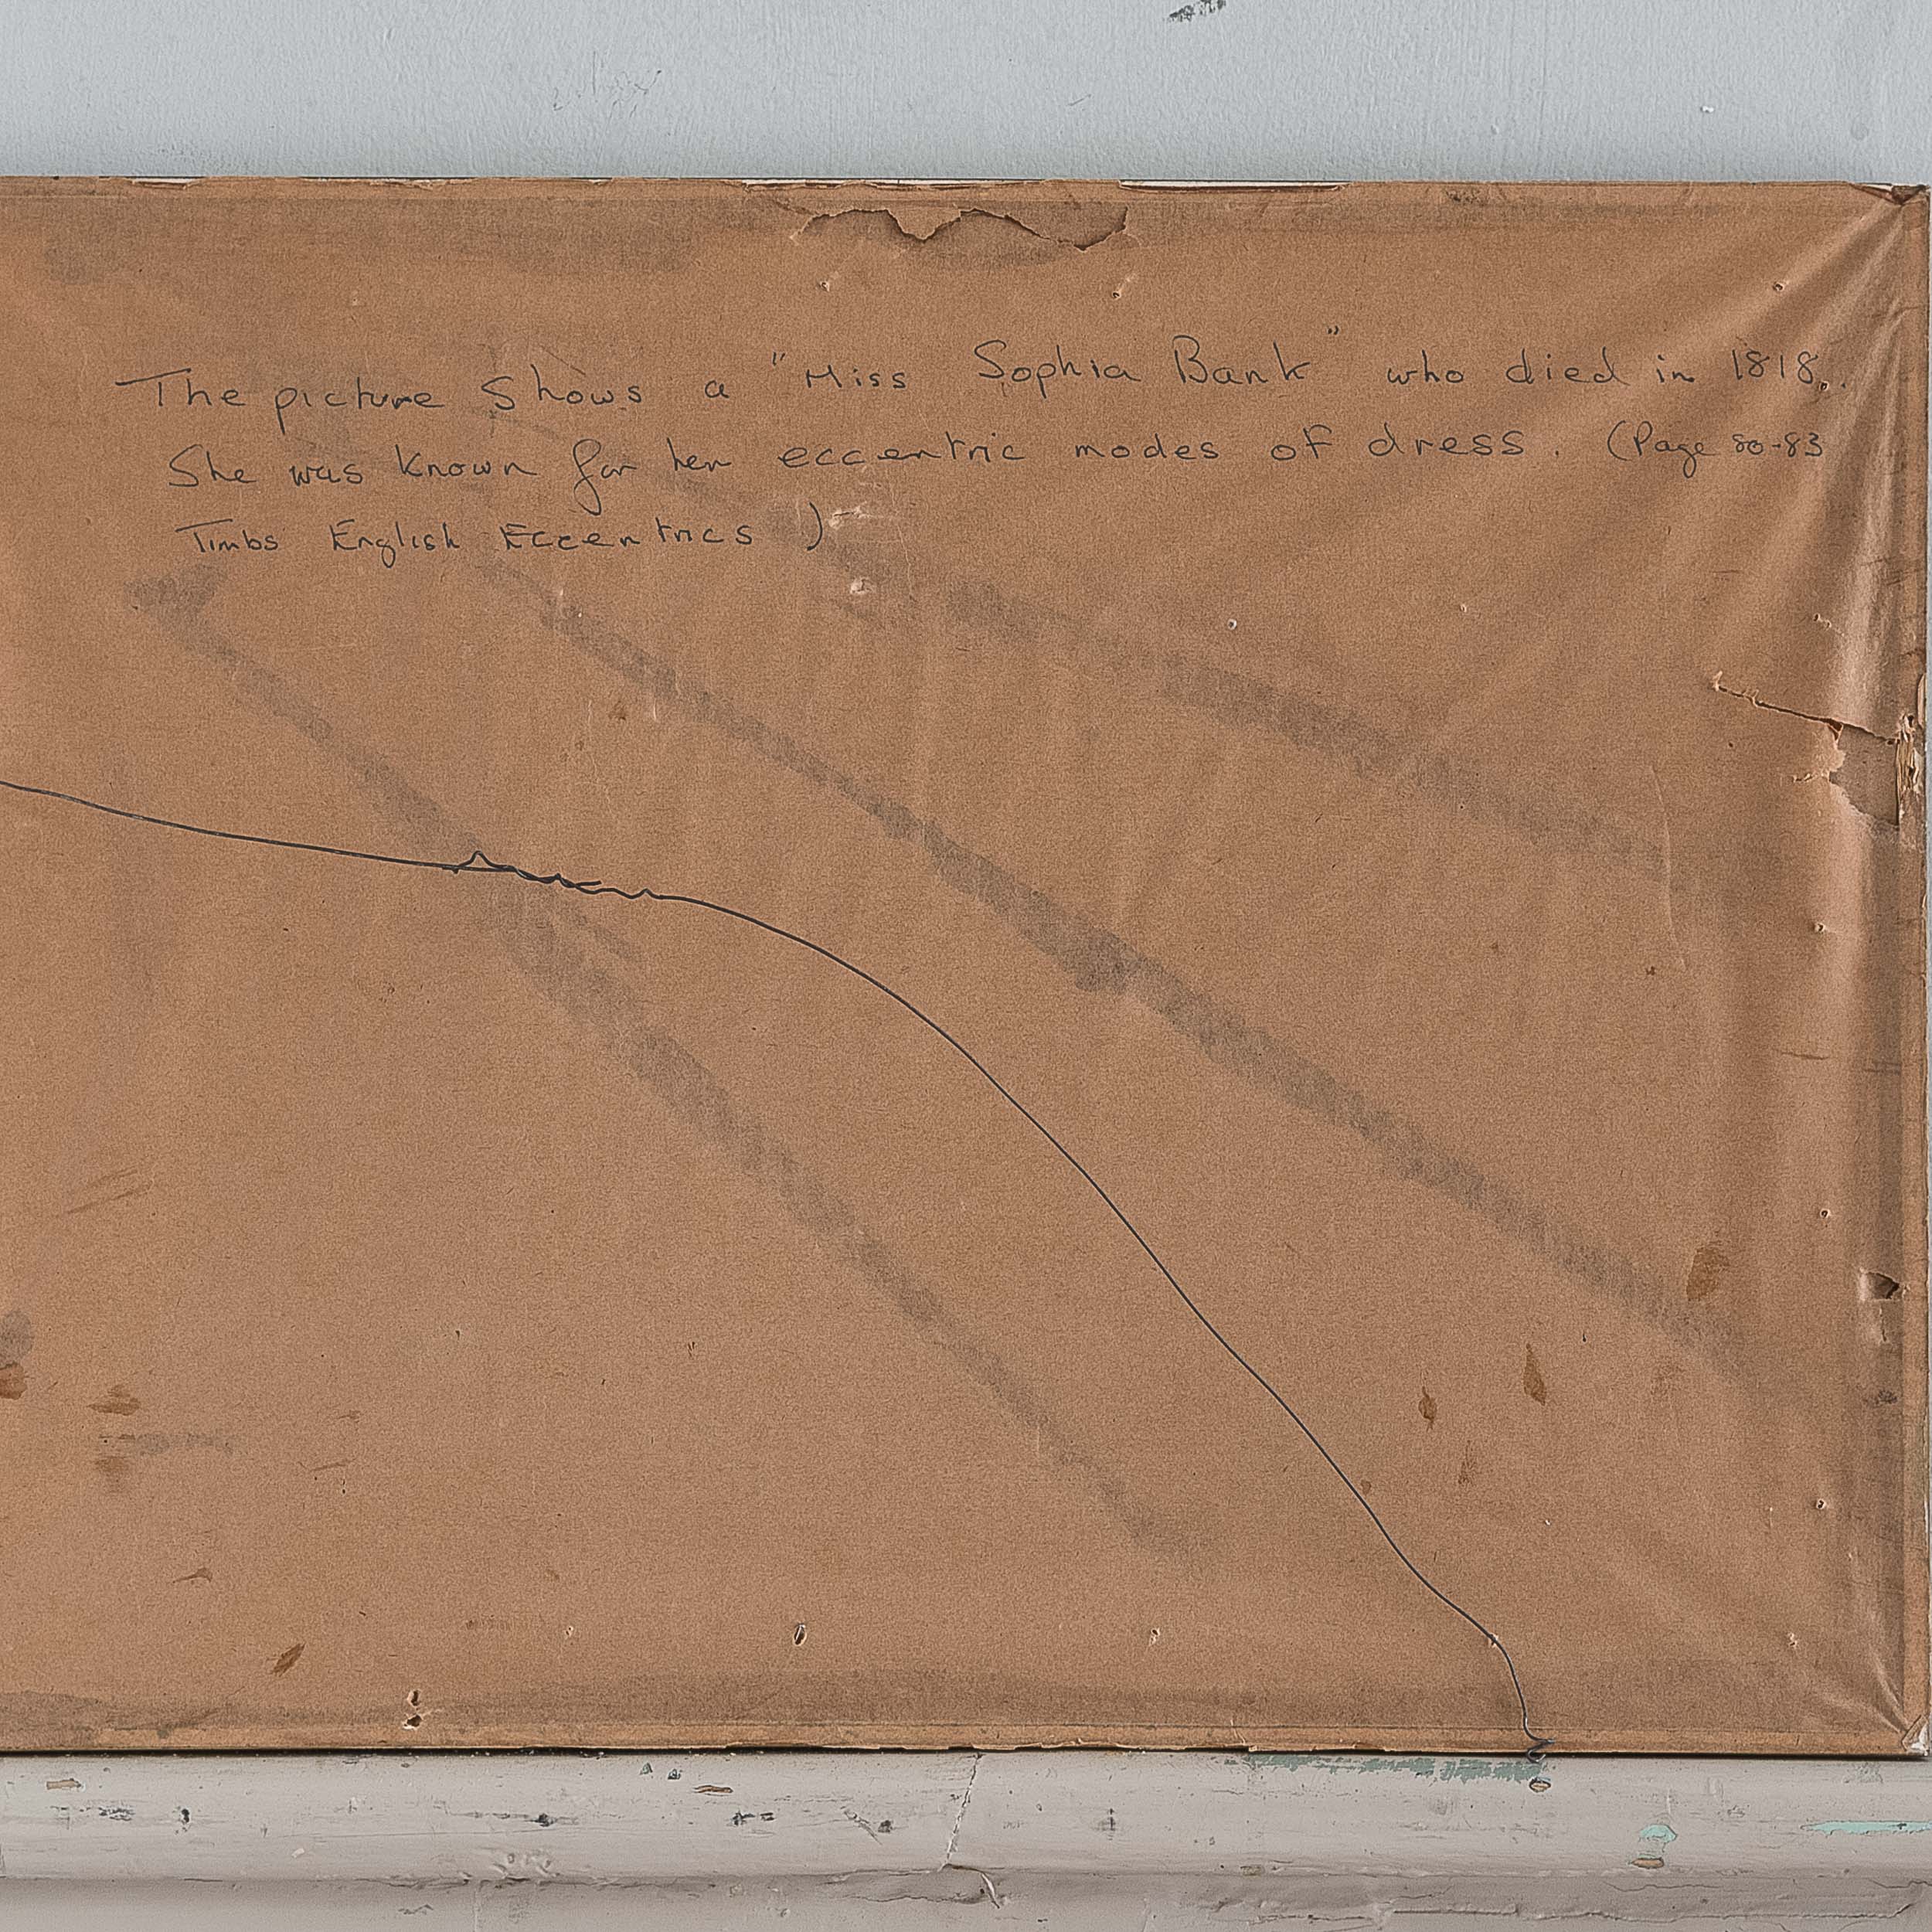 The picture shows a "Miss Sophia Bank" who died in 1818.
She was known for her eccentric modes of dress. (Page 80-83
Timbs English Eccentrics )